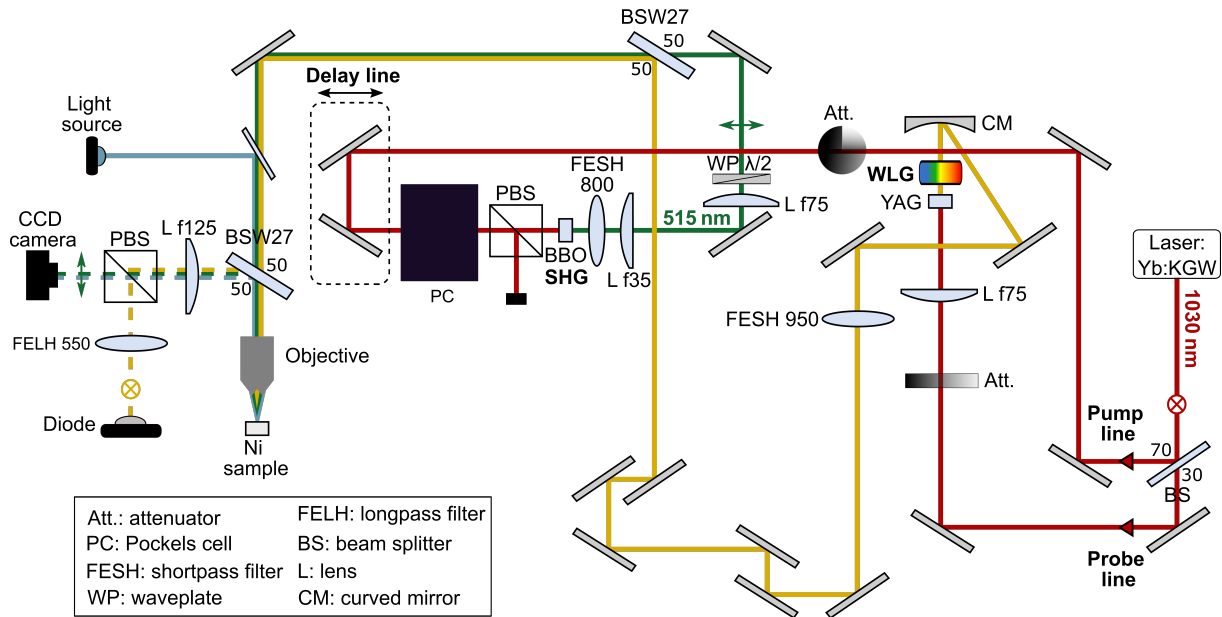 BSW27
50
50
Delay line
Light
source
Att.
CM
WP λ/2
FESH
800
PBS
WLG
YAG
L f75
515 nm
CCD
camera
PBS
L f125
BSW27
50
50
BBO
SHG
L f35
PC
Laser:
Yb:KGW
1030 nm
L f75
FESH 950
FELH 550
Objective
Att.
Diode
Ni
sample
Pump
line
70
30
BS
Probe
line
Att.: attenuator
PC: Pockels cell
FESH: shortpass filter
WP: waveplate
FELH: longpass filter
BS: beam splitter
L: lens
CM: curved mirror